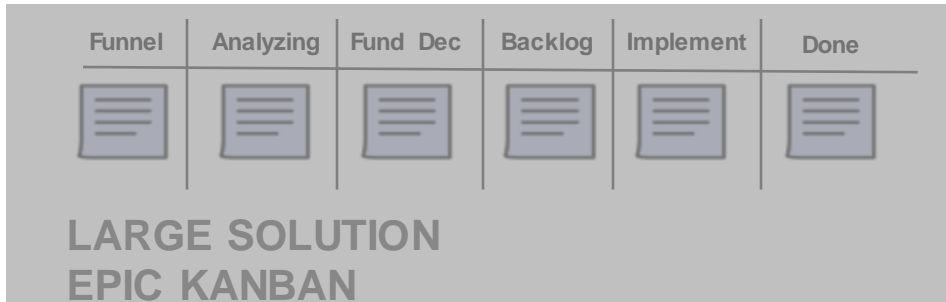 Funnel Analyzing Fund Dec Backlog Implement Done
LARGE SOLUTION
EPIC KANBAN